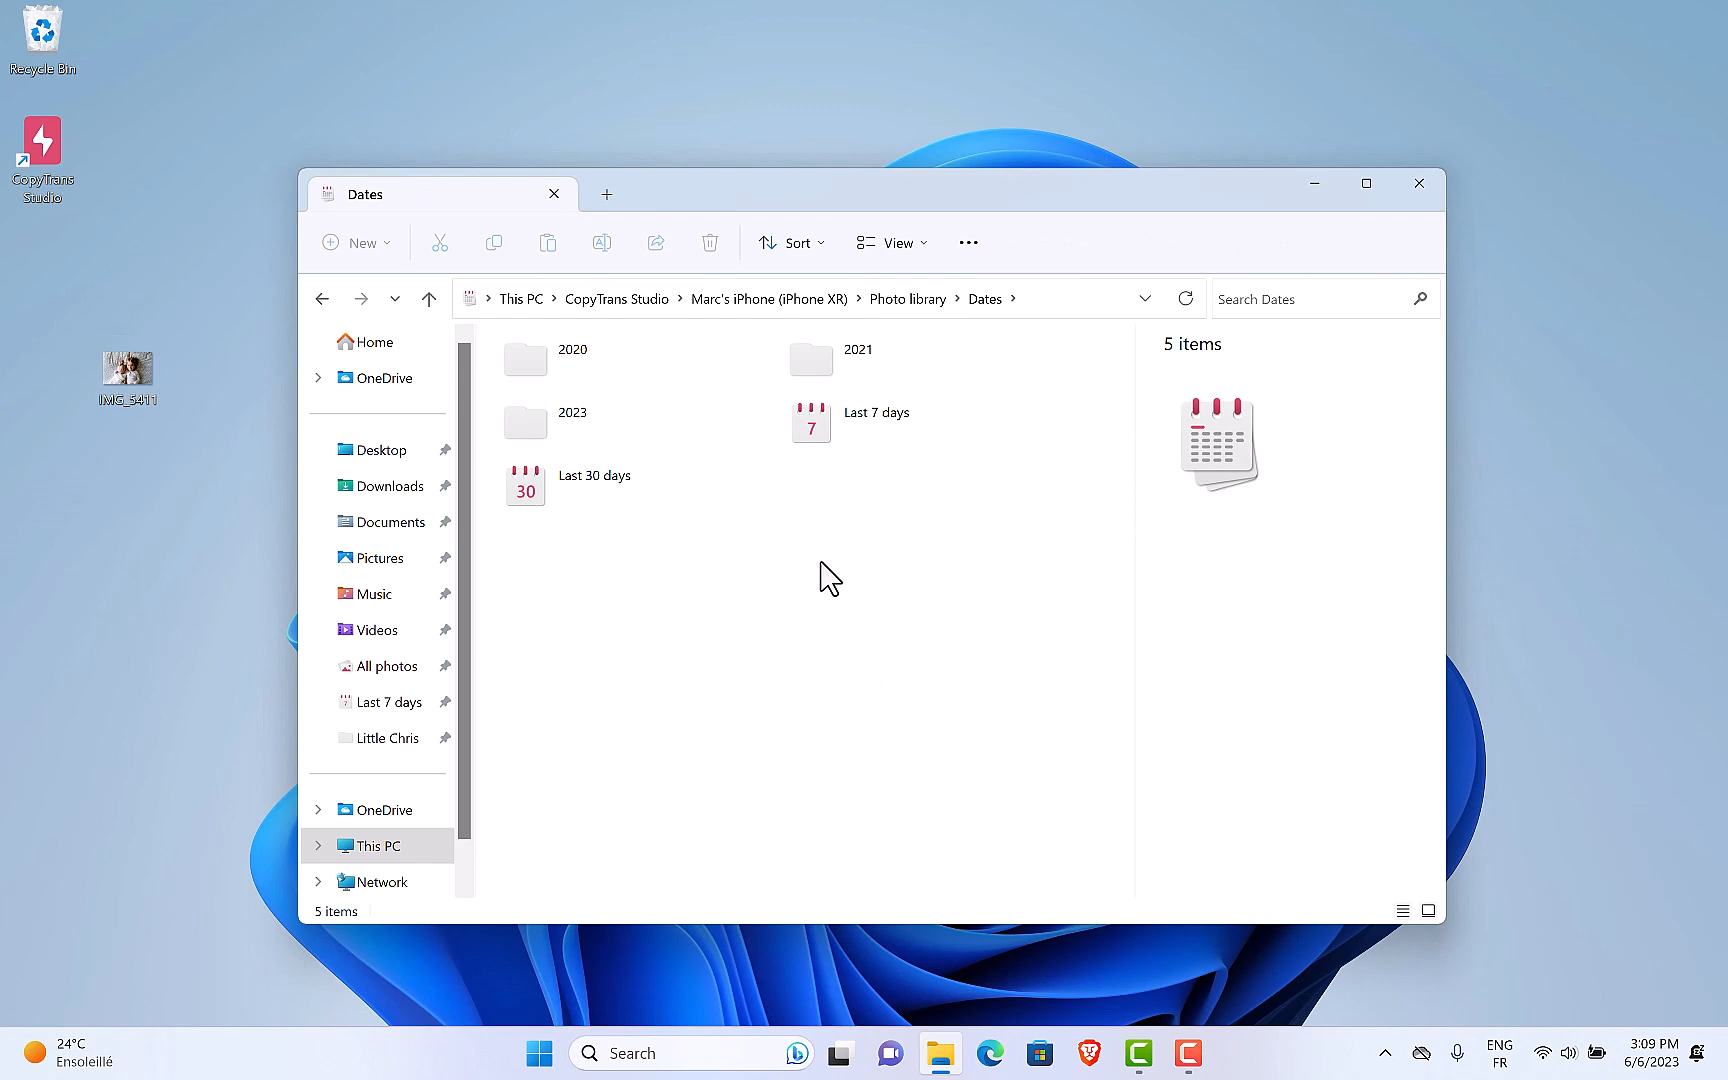 Recycle Bin
CopyTrans
Studio
IMG_5411
Dates
New
Sort
View
This PC
CopyTrans Studio
Marc's iPhone (iPhone XR)
Photo library
Dates
Search Dates
Home
OneDrive
Desktop
Downloads
Documents
Pictures
Music
Videos
All photos
Last 7 days
Little Chris
OneDrive
This PC
Network
2020
2021
2023
7
Last 7 days
30
Last 30 days
5 items
5 items
24°C
Ensoleillé
Search
ENG
FR
3:09 PM
6/6/2023